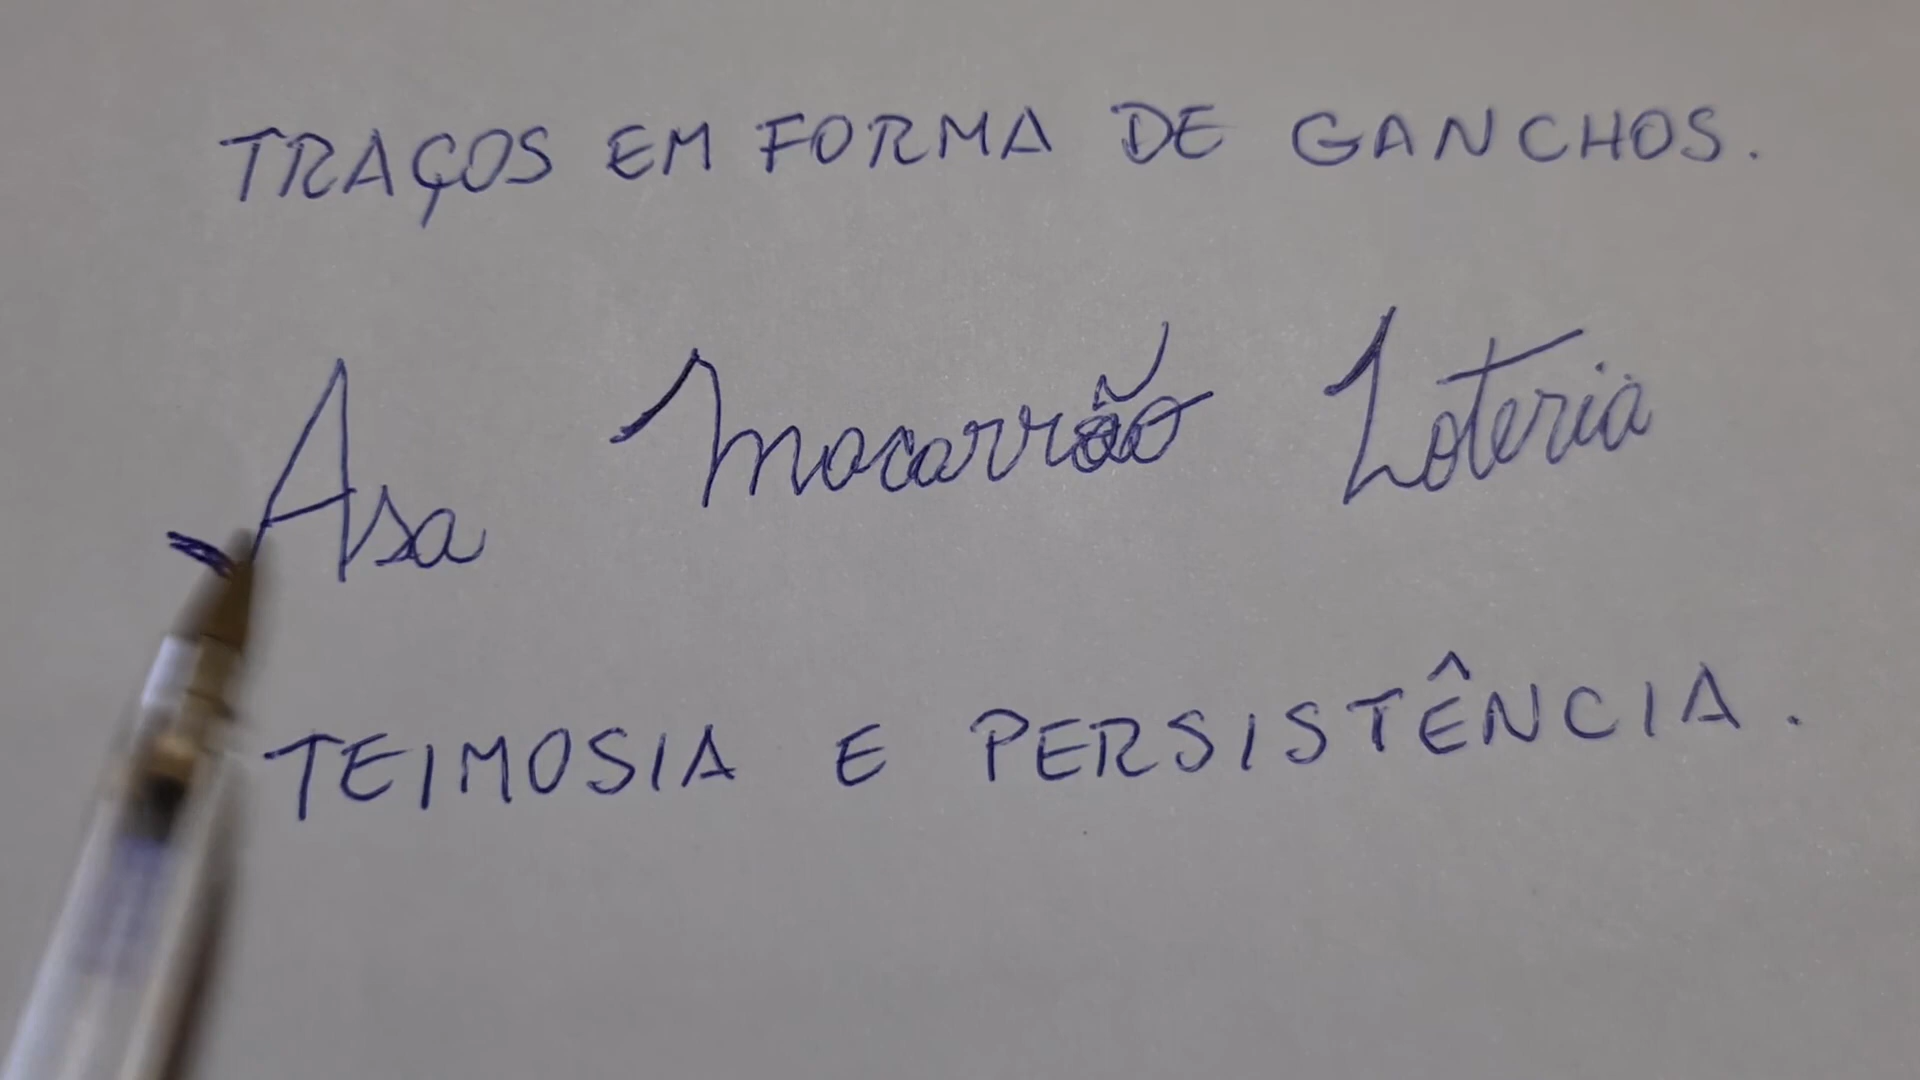 TRAÇOS EM FORMA DE GANCHOS.
Asa Macarrão Loteria
TEIMOSIA E PERSISTÊNCIA.